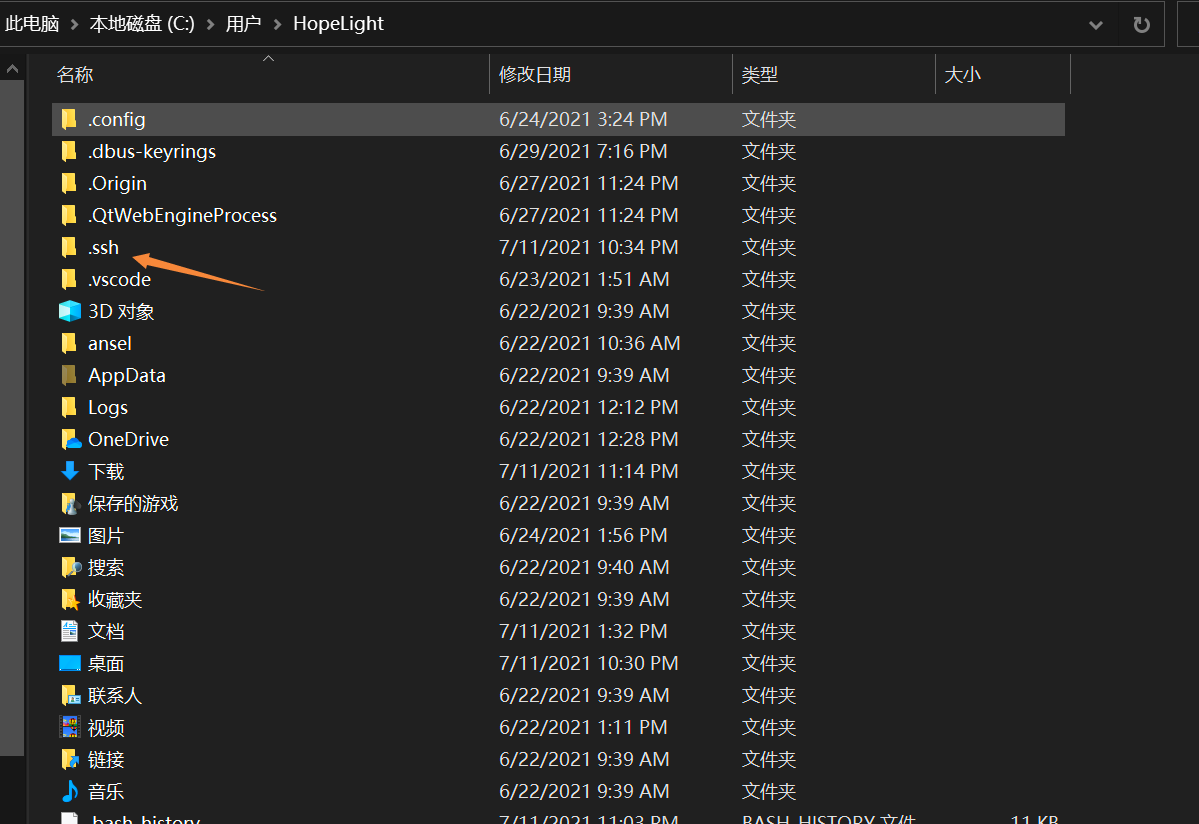 此电脑 > 本地磁盘 (C:) > 用户 > HopeLight
名称 修改日期 类型 大小
.config 6/24/2021 3:24 PM 文件夹
.dbus-keyrings 6/29/2021 7:16 PM 文件夹
.Origin 6/27/2021 11:24 PM 文件夹
.QtWebEngineProcess 6/27/2021 11:24 PM 文件夹
.ssh 7/11/2021 10:34 PM 文件夹
.vscode 6/23/2021 1:51 AM 文件夹
3D 对象 6/22/2021 9:39 AM 文件夹
ansel 6/22/2021 10:36 AM 文件夹
AppData 6/22/2021 9:39 AM 文件夹
Logs 6/22/2021 12:12 PM 文件夹
OneDrive 6/22/2021 12:28 PM 文件夹
下载 7/11/2021 11:14 PM 文件夹
保存的游戏 6/22/2021 9:39 AM 文件夹
图片 6/24/2021 1:56 PM 文件夹
搜索 6/22/2021 9:40 AM 文件夹
收藏夹 6/22/2021 9:39 AM 文件夹
文档 7/11/2021 1:32 PM 文件夹
桌面 7/11/2021 10:30 PM 文件夹
联系人 6/22/2021 9:39 AM 文件夹
视频 6/22/2021 1:11 PM 文件夹
链接 6/22/2021 9:39 AM 文件夹
音乐 6/22/2021 9:39 AM 文件夹
.bash_history 7/11/2021 11:03 PM BASH_HISTORY 文件 11 KB